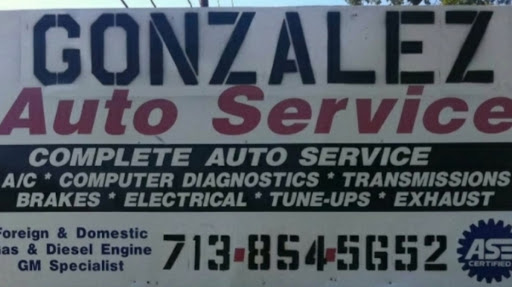 GONZALEZ
Auto Service
COMPLETE AUTO SERVICE
A/C * COMPUTER DIAGNOSTICS * TRANSMISSIONS
BRAKES * ELECTRICAL * TUNE-UPS * EXHAUST
Foreign & Domestic
Gas & Diesel Engine
GM Specialist
713-854-5652
ASE
CERTIFIED